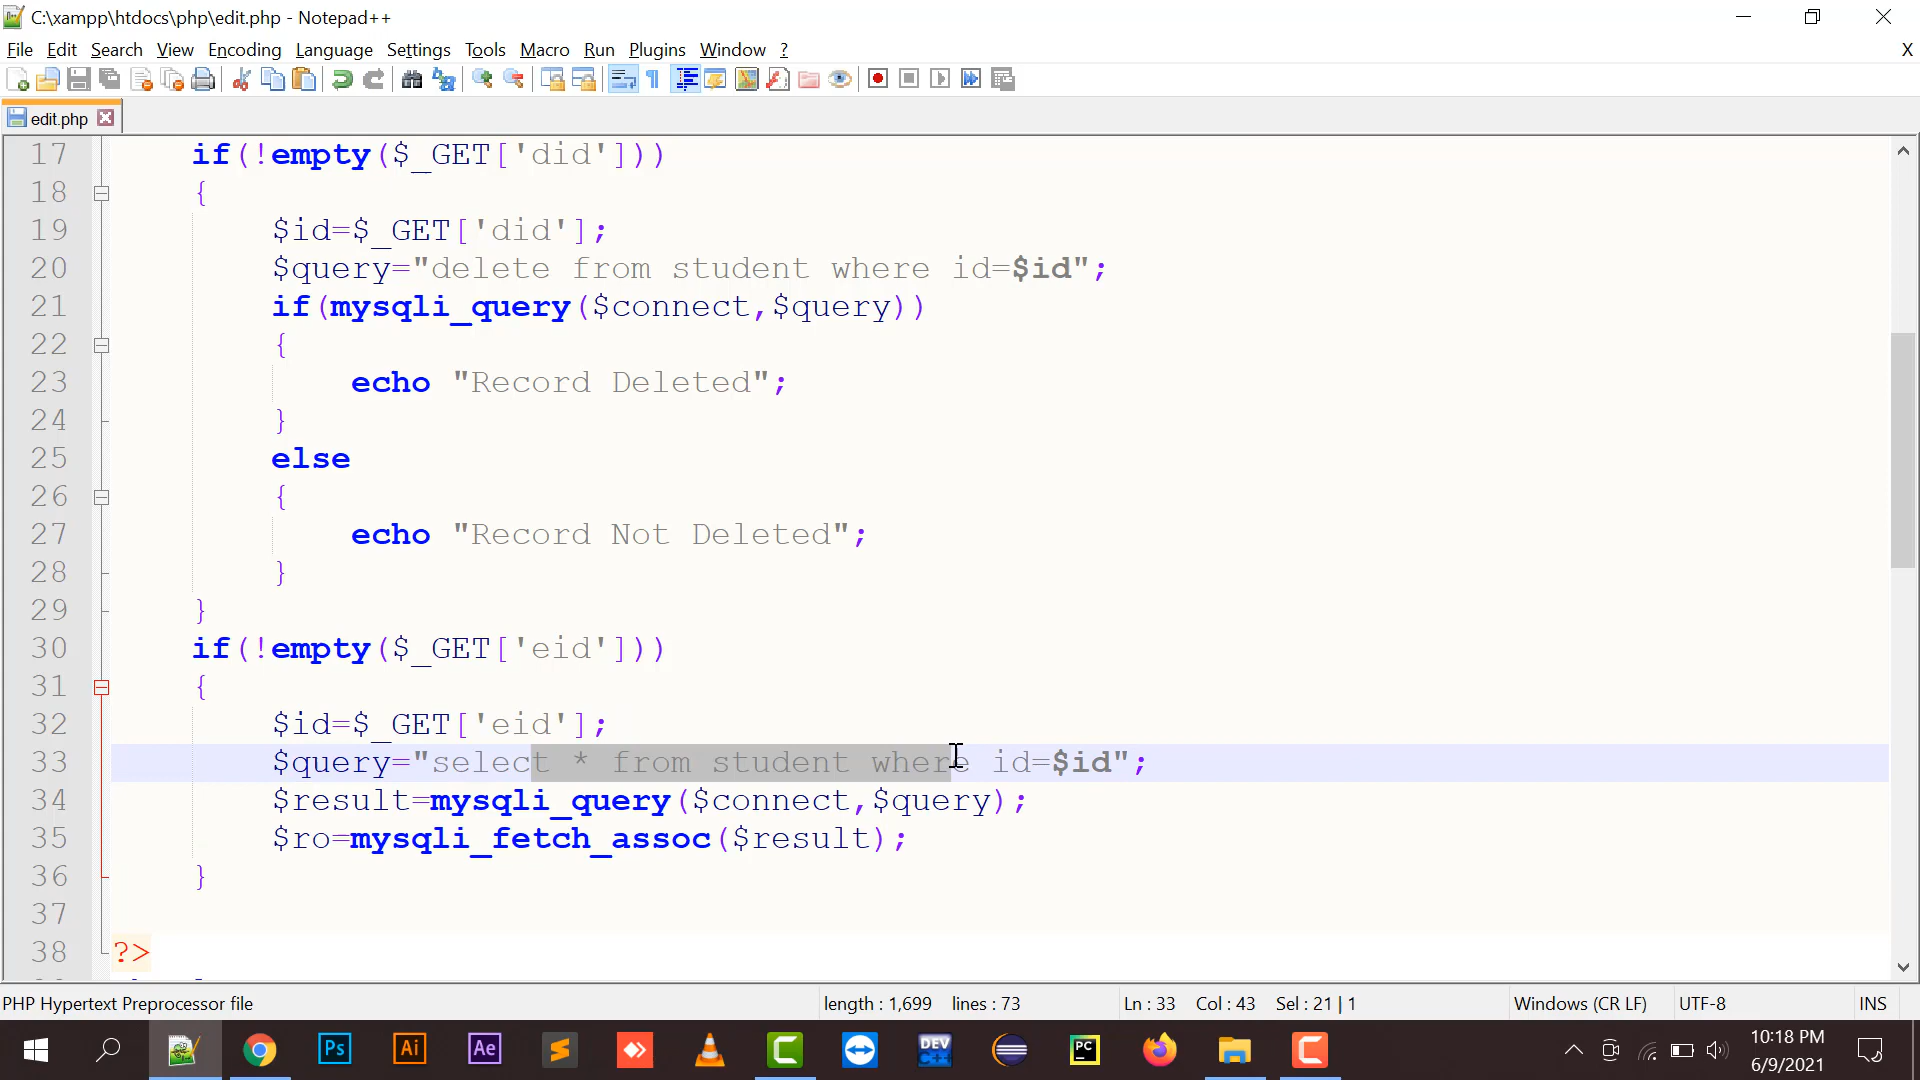 C:\xampp\htdocs\php\edit.php - Notepad++
File Edit Search View Encoding Language Settings Tools Macro Run Plugins Window ? X
edit.php
17 if(!empty($_GET['did']))
18 {
19 $id=$_GET['did'];
20 $query="delete from student where id=$id";
21 if(mysqli_query($connect,$query))
22 {
23 echo "Record Deleted";
24 }
25 else
26 {
27 echo "Record Not Deleted";
28 }
29 }
30 if(!empty($_GET['eid']))
31 {
32 $id=$_GET['eid'];
33 $query="select * from student where id=$id";
34 $result=mysqli_query($connect,$query);
35 $ro=mysqli_fetch_assoc($result);
36 }
37
38 ?>
PHP Hypertext Preprocessor file length : 1,699 lines : 73 Ln : 33 Col : 43 Sel : 21 | 1 Windows (CR LF) UTF-8 INS
Ps Ai Ae DEV C++ PC
10:18 PM
6/9/2021